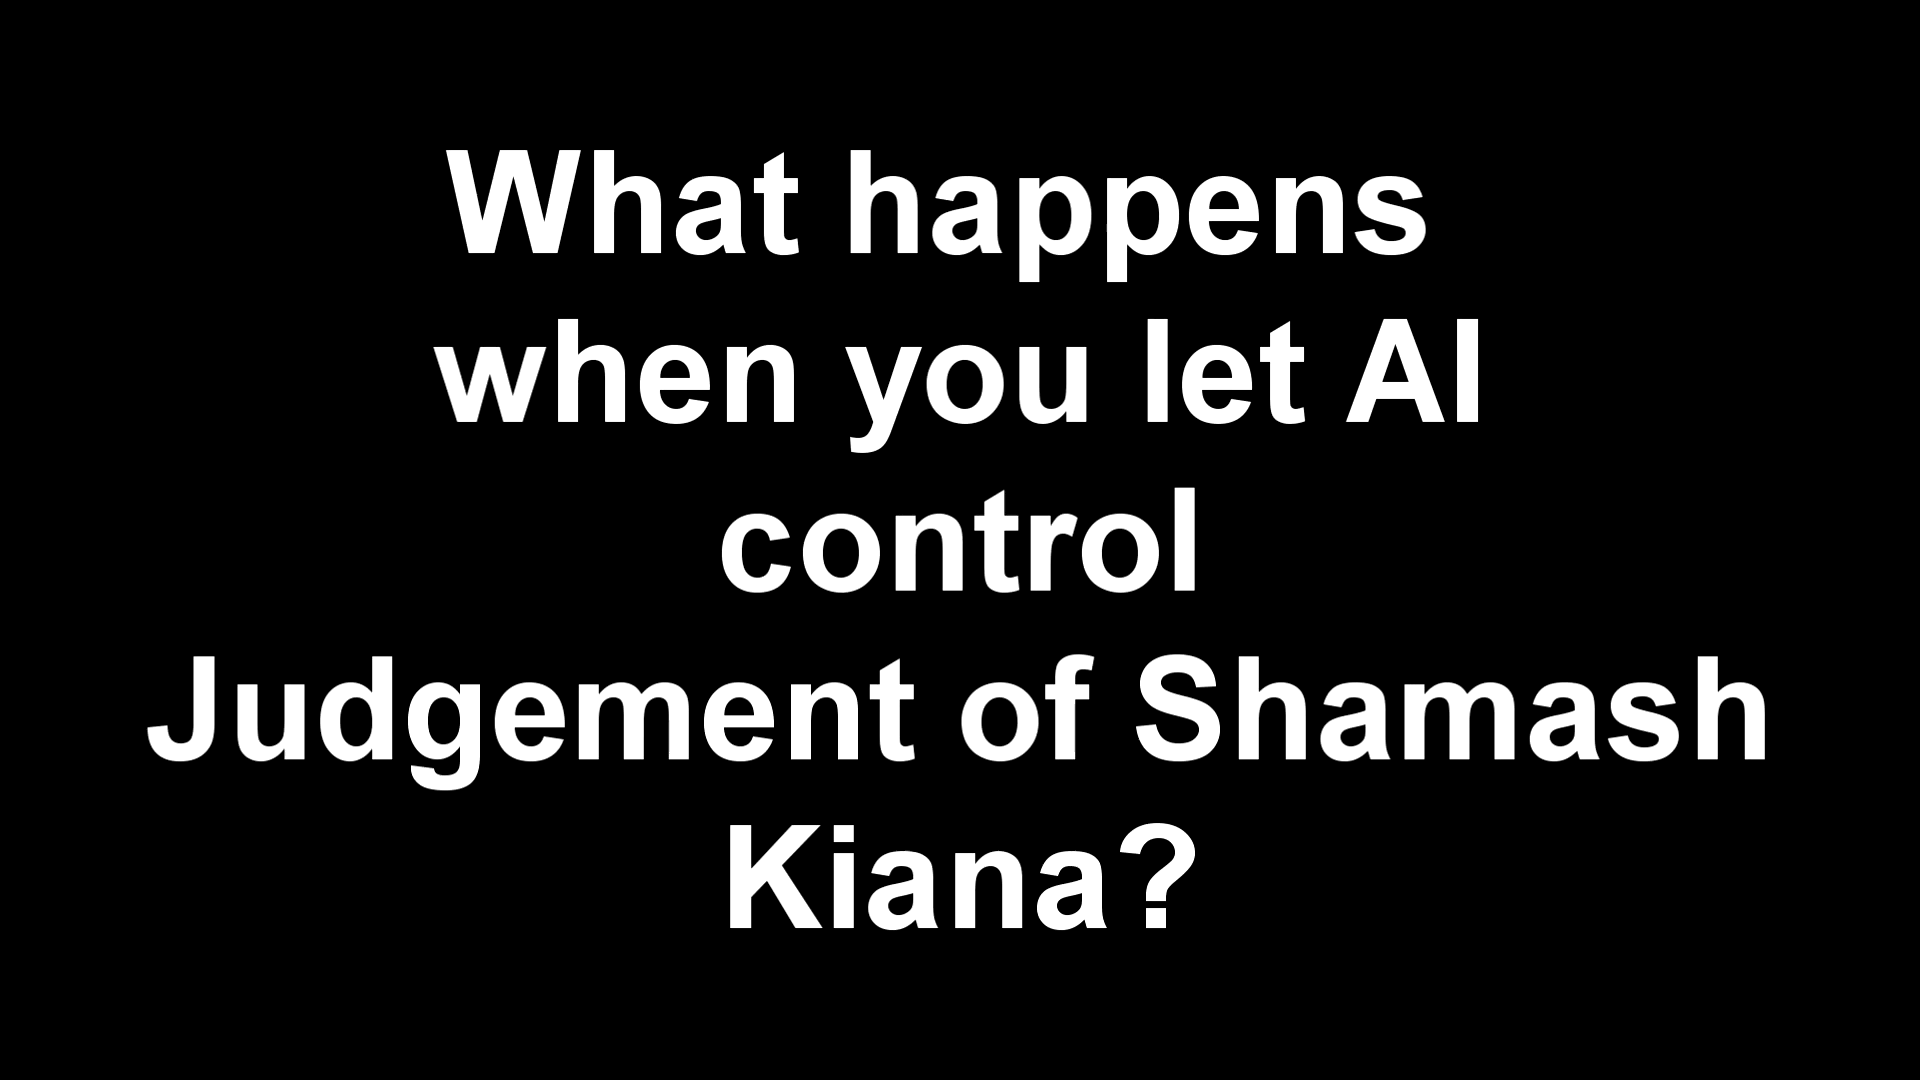 What happens
when you let AI
control
Judgement of Shamash
Kiana?